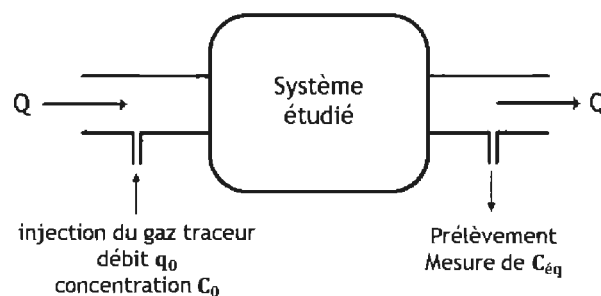 Système
étudié
Q
Q
injection du gaz traceur
débit q₀
concentration C₀
Prélèvement
Mesure de Céq